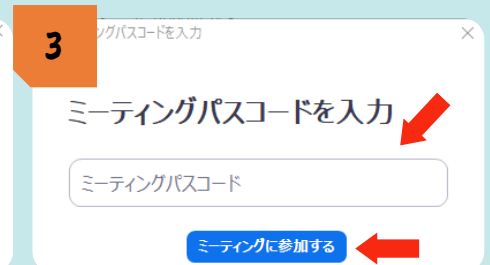 3
ングパスコードを入力
ミーティングパスコードを入力
ミーティングパスコード
ミーティングに参加する